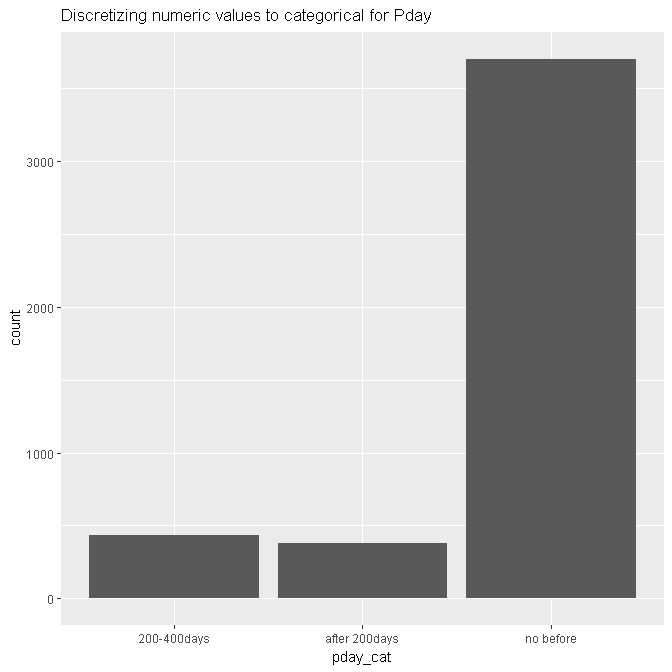 Discretizing numeric values to categorical for Pday
3000
2000
1000
0
count
200-400days
after 200days
no before
pday_cat